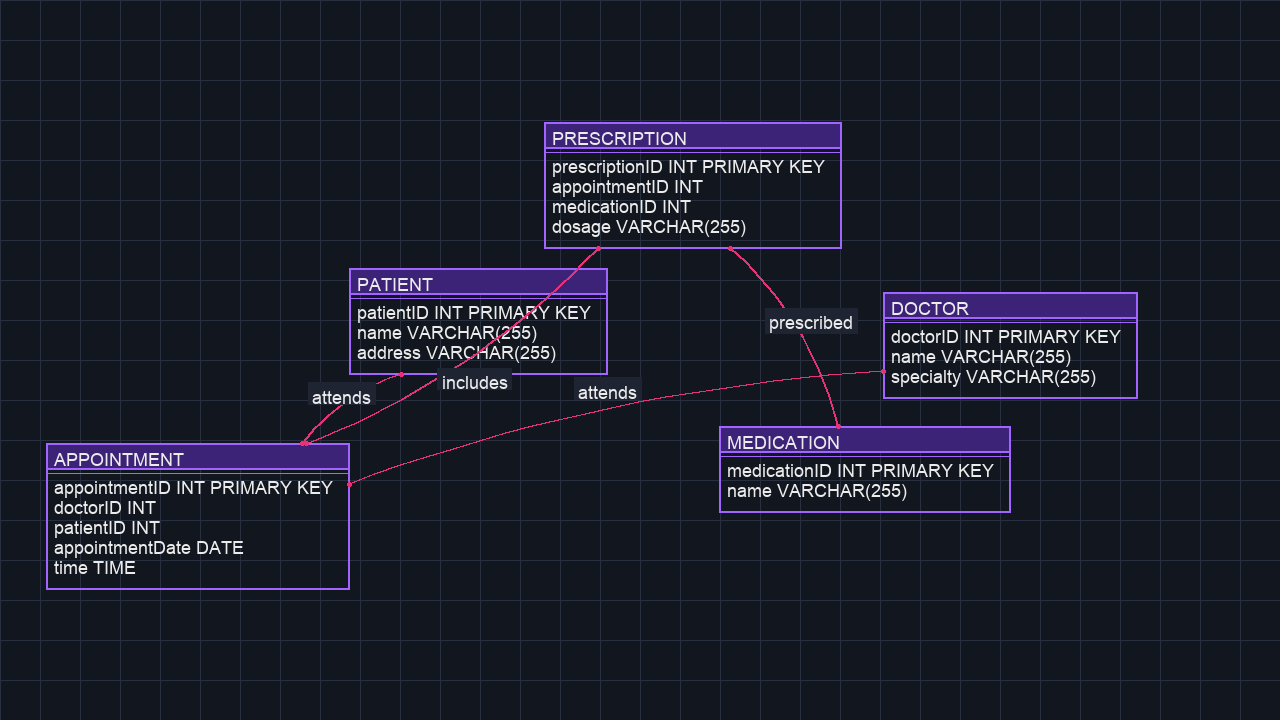 PRESCRIPTION
prescriptionID INT PRIMARY KEY
appointmentID INT
medicationID INT
dosage VARCHAR(255)
PATIENT
patientID INT PRIMARY KEY
name VARCHAR(255)
address VARCHAR(255)
DOCTOR
doctorID INT PRIMARY KEY
name VARCHAR(255)
specialty VARCHAR(255)
prescribed
includes
attends
attends
APPOINTMENT
appointmentID INT PRIMARY KEY
doctorID INT
patientID INT
appointmentDate DATE
time TIME
MEDICATION
medicationID INT PRIMARY KEY
name VARCHAR(255)